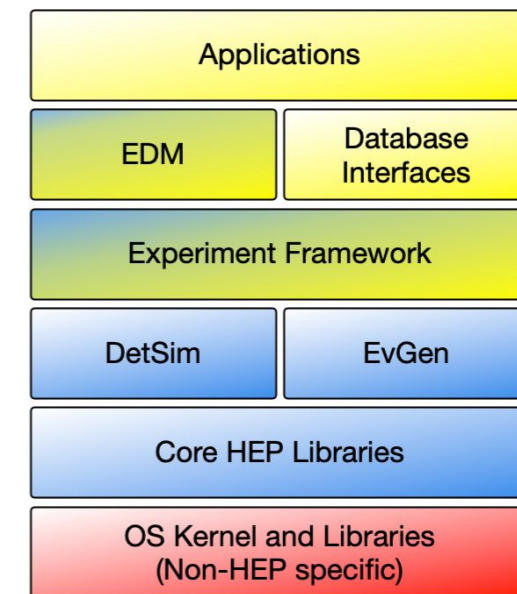 Applications
EDM
Database
Interfaces
Experiment Framework
DetSim
EvGen
Core HEP Libraries
OS Kernel and Libraries
(Non-HEP specific)